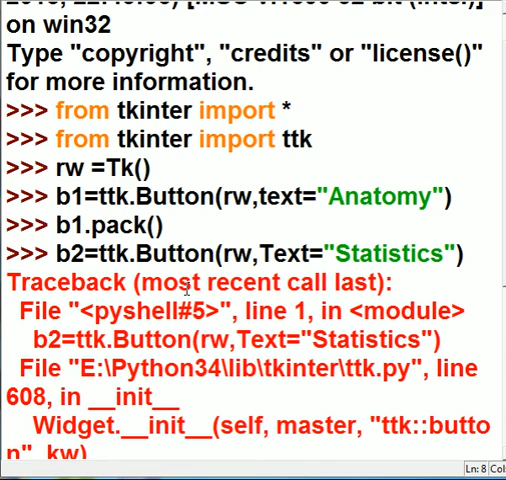 on win32
Type "copyright", "credits" or "license()"
for more information.
>>> from tkinter import *
>>> from tkinter import ttk
>>> rw =Tk()
>>> b1=ttk.Button(rw,text="Anatomy")
>>> b1.pack()
>>> b2=ttk.Button(rw,Text="Statistics")
Traceback (most recent call last):
File "<pyshell#5>", line 1, in <module>
b2=ttk.Button(rw,Text="Statistics")
File "E:\Python34\lib\tkinter\ttk.py", line
608, in __init__
Widget.__init__(self, master, "ttk::butto
n", kw)
Ln: 8 Col